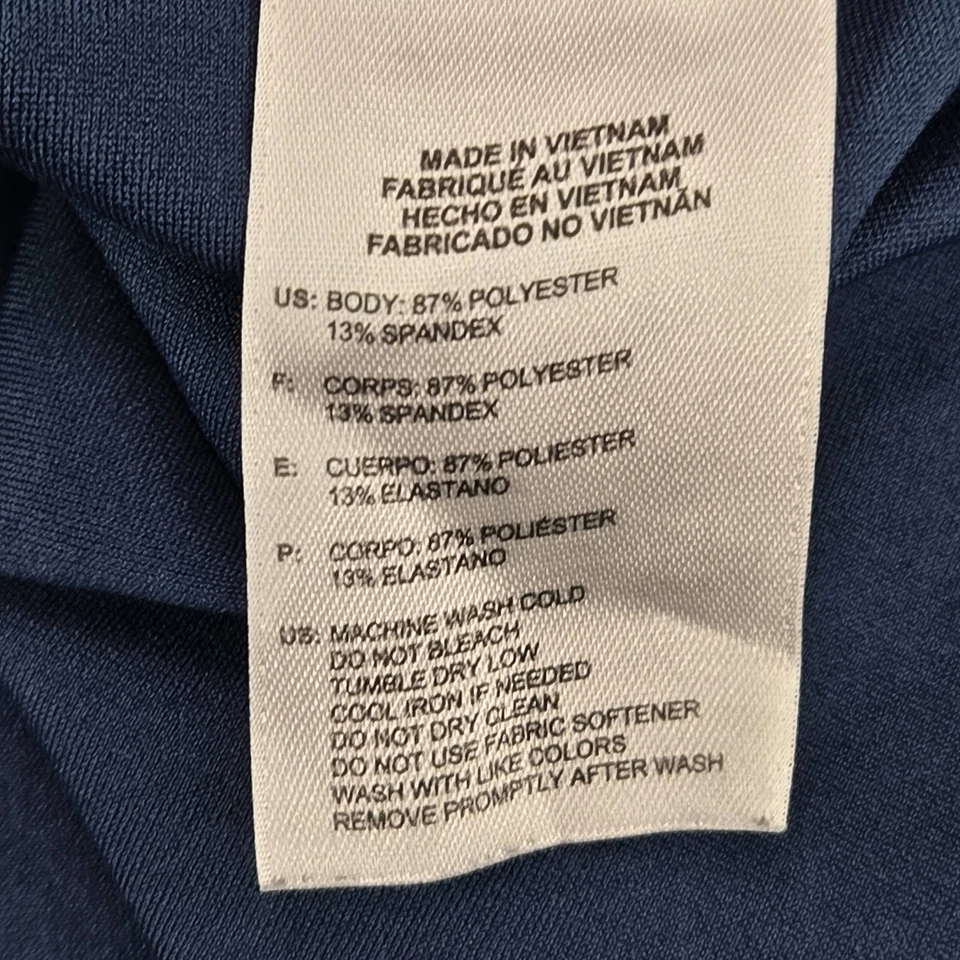 MADE IN VIETNAM
FABRIQUÉ AU VIETNAM
HECHO EN VIETNAM
FABRICADO NO VIETNÃN
US: BODY: 87% POLYESTER
13% SPANDEX
F: CORPS: 87% POLYESTER
13% SPANDEX
E: CUERPO: 87% POLIESTER
13% ELASTANO
P: CORPO: 87% POLIÉSTER
13% ELASTANO
US: MACHINE WASH COLD
DO NOT BLEACH
TUMBLE DRY LOW
COOL IRON IF NEEDED
DO NOT DRY CLEAN
DO NOT USE FABRIC SOFTENER
WASH WITH LIKE COLORS
REMOVE PROMPTLY AFTER WASH